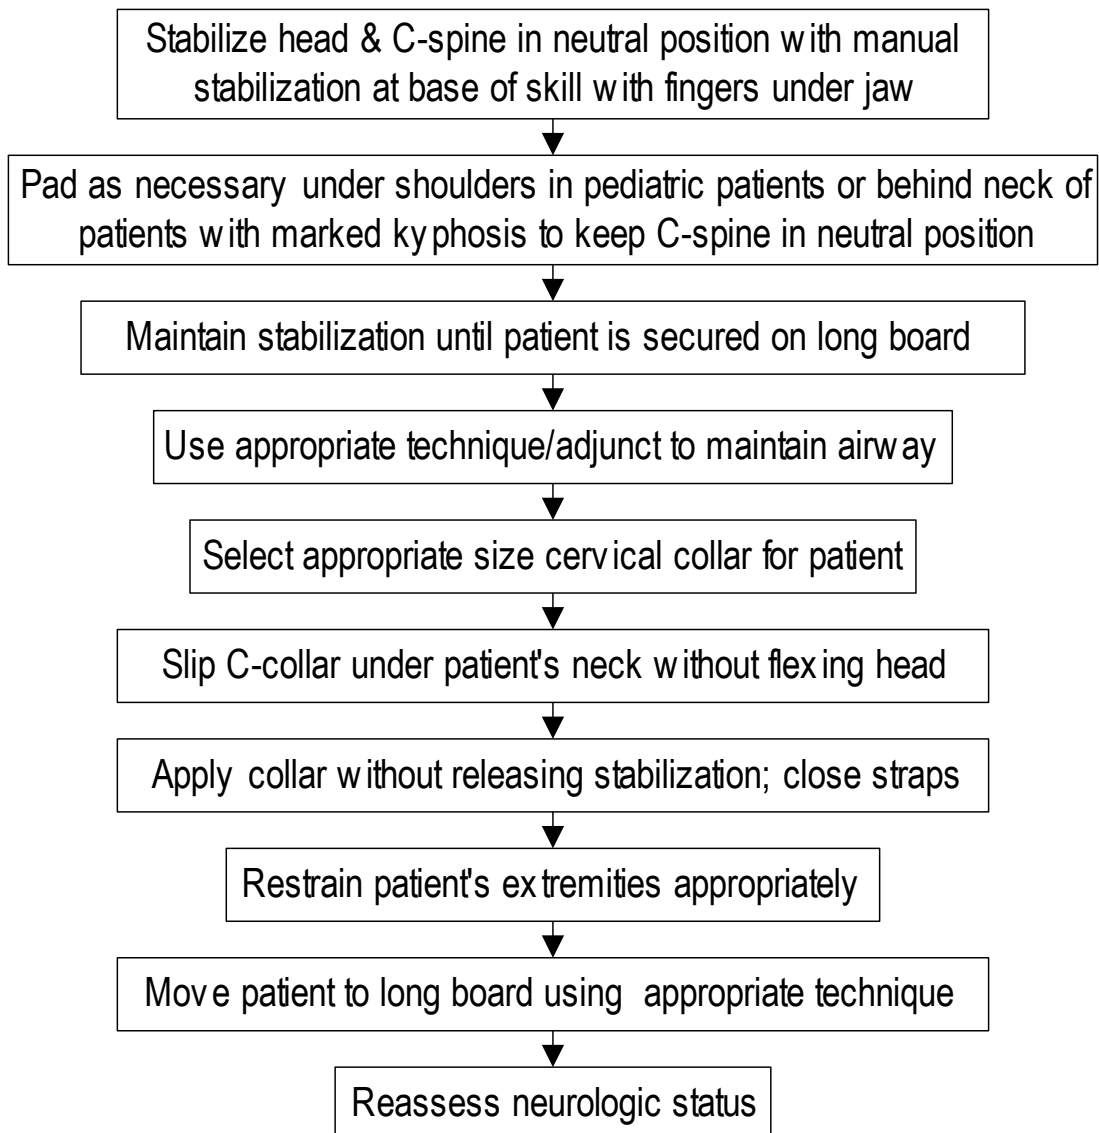 Stabilize head & C-spine in neutral position with manual
stabilization at base of skill with fingers under jaw
Pad as necessary under shoulders in pediatric patients or behind neck of
patients with marked kyphosis to keep C-spine in neutral position
Maintain stabilization until patient is secured on long board
Use appropriate technique/adjunct to maintain airway
Select appropriate size cervical collar for patient
Slip C-collar under patient's neck without flexing head
Apply collar without releasing stabilization; close straps
Restrain patient's extremities appropriately
Move patient to long board using appropriate technique
Reassess neurologic status